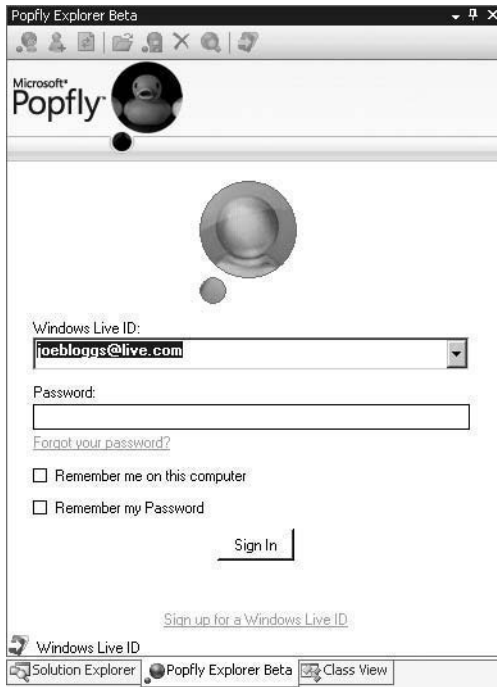 Popfly Explorer Beta
Microsoft®
Popfly
Windows Live ID:
joebloggs@live.com
Password:
Forgot your password?
Remember me on this computer
Remember my Password
Sign In
Sign up for a Windows Live ID
Windows Live ID
Solution Explorer Popfly Explorer Beta Class View